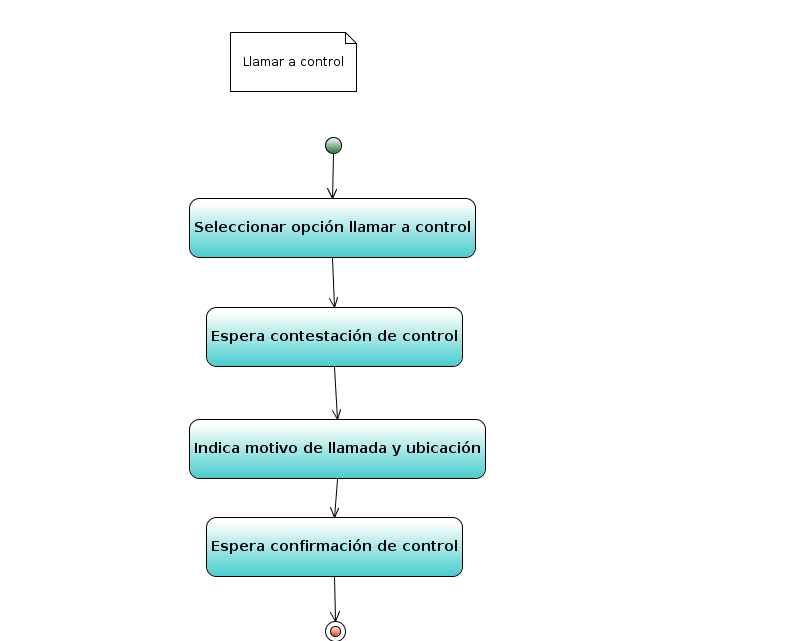 Llamar a control
Seleccionar opción llamar a control
Espera contestación de control
Indica motivo de llamada y ubicación
Espera confirmación de control